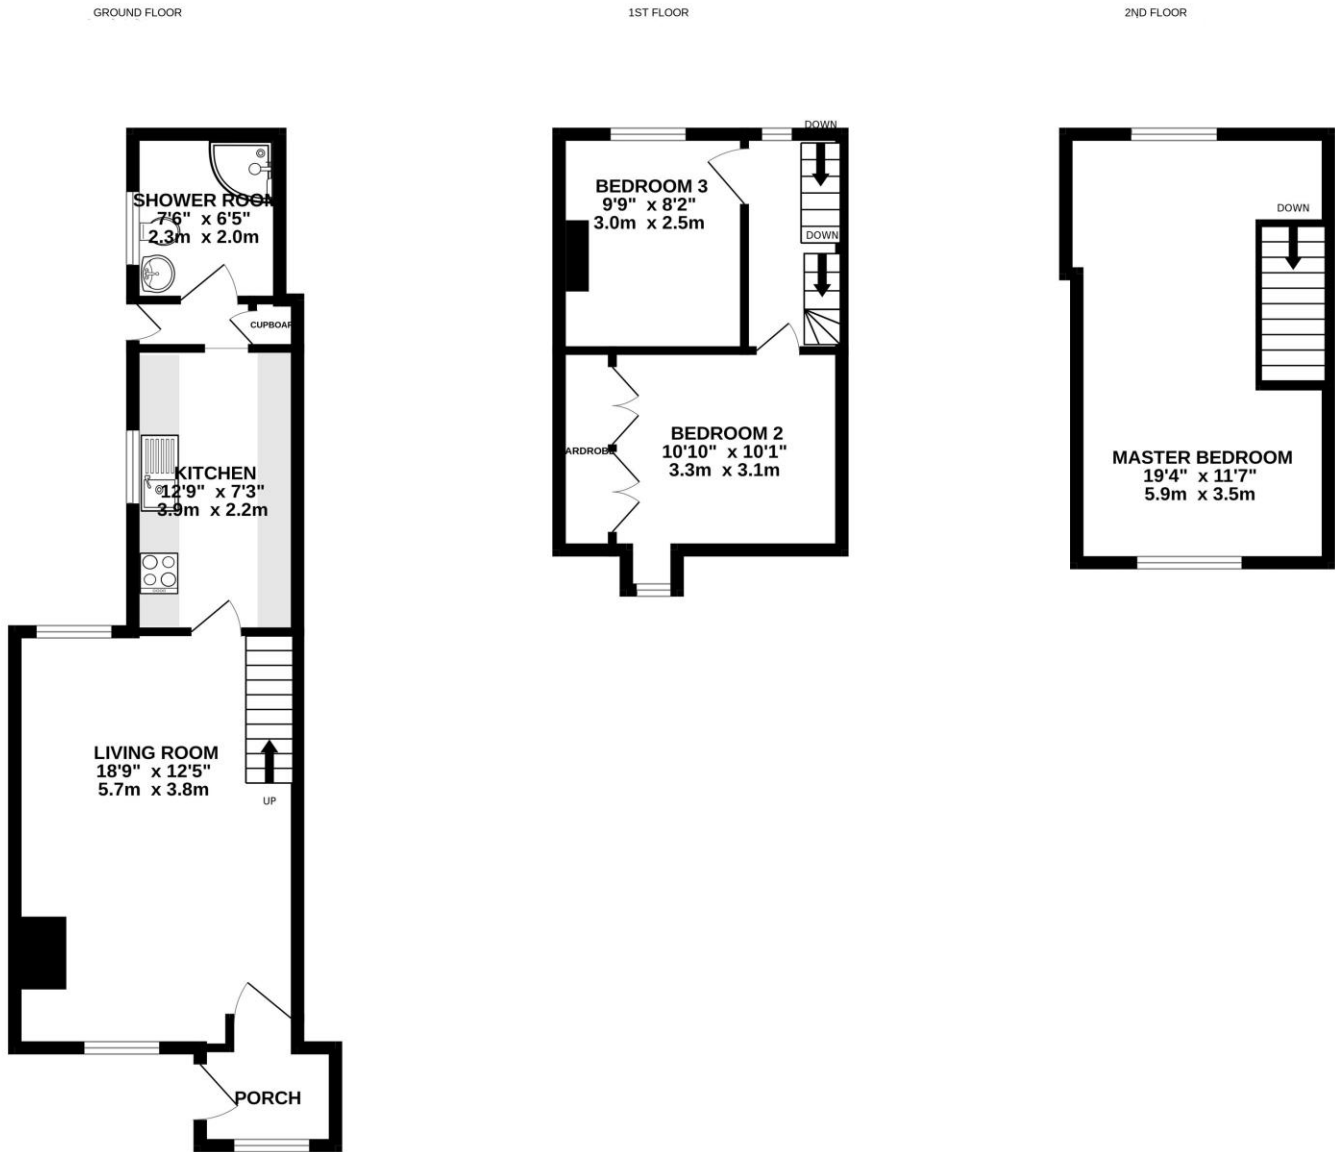 GROUND FLOOR
1ST FLOOR
2ND FLOOR
SHOWER ROOM
7'6" x 6'5"
2.3m x 2.0m
CUPBOAR
KITCHEN
12'9" x 7'3"
3.9m x 2.2m
LIVING ROOM
18'9" x 12'5"
5.7m x 3.8m
UP
PORCH
DOWN
BEDROOM 3
9'9" x 8'2"
3.0m x 2.5m
DOWN
BEDROOM 2
10'10" x 10'1"
3.3m x 3.1m
ARDROBE
DOWN
MASTER BEDROOM
19'4" x 11'7"
5.9m x 3.5m